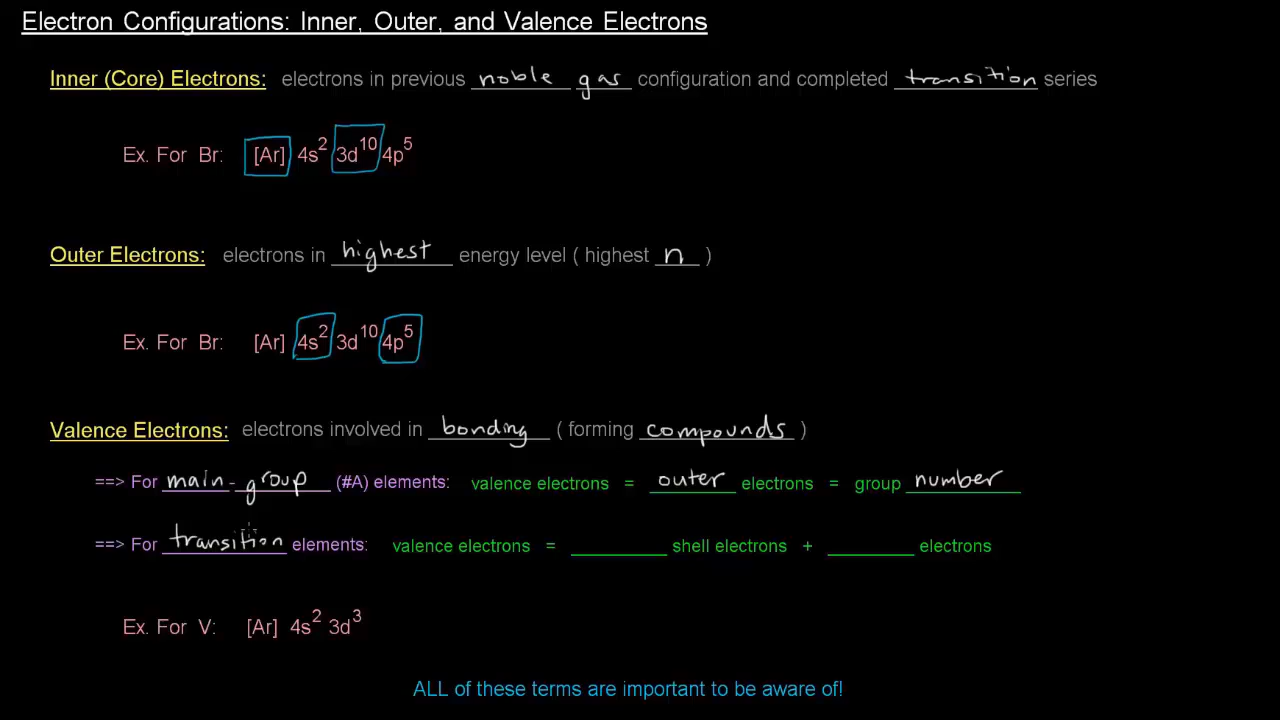 Electron Configurations: Inner, Outer, and Valence Electrons
Inner (Core) Electrons: electrons in previous noble gas configuration and completed transition series
Ex. For Br: [Ar] 4s² 3d¹⁰ 4p⁵
Outer Electrons: electrons in highest energy level ( highest n )
Ex. For Br: [Ar] 4s² 3d¹⁰ 4p⁵
Valence Electrons: electrons involved in bonding ( forming compounds )
==> For main - group (#A) elements: valence electrons = outer electrons = group number
==> For transition elements: valence electrons = ________ shell electrons + ________ electrons
Ex. For V: [Ar] 4s² 3d³
ALL of these terms are important to be aware of!